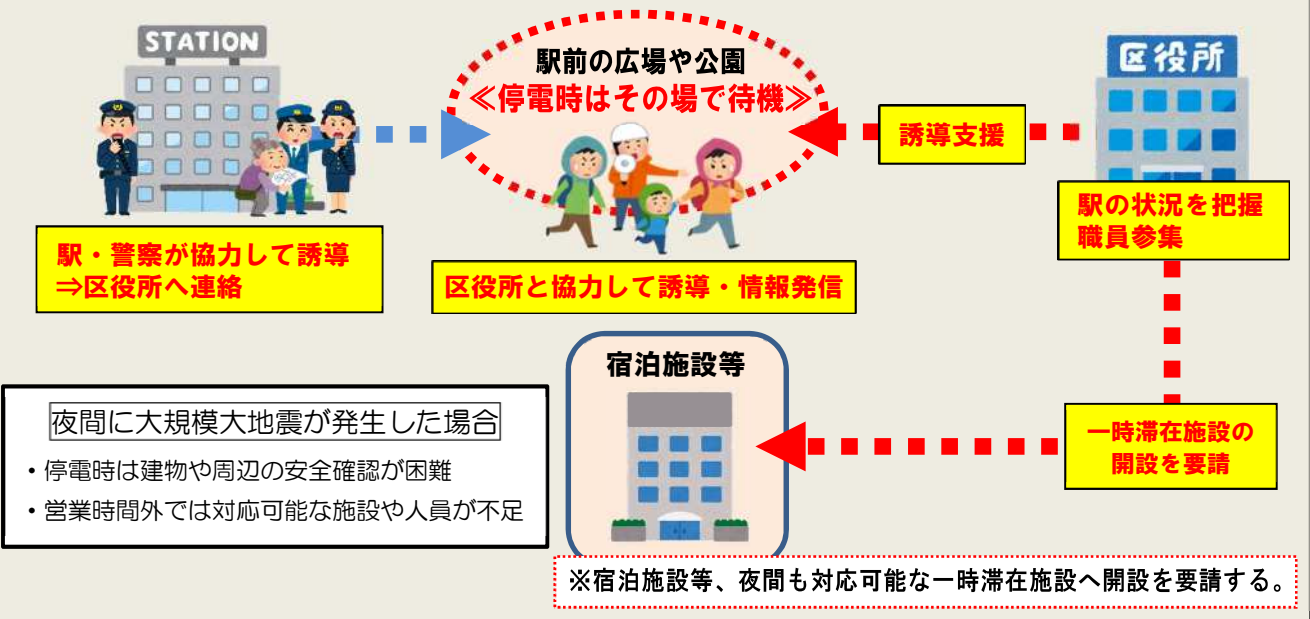 STATION
駅前の広場や公園
≪停電時はその場で待機≫
区役所
誘導支援
駅・警察が協力して誘導
⇒区役所へ連絡
区役所と協力して誘導・情報発信
駅の状況を把握
職員参集
宿泊施設等
一時滞在施設の
開設を要請
夜間に大規模大地震が発生した場合
・停電時は建物や周辺の安全確認が困難
・営業時間外では対応可能な施設や人員が不足
※宿泊施設等、夜間も対応可能な一時滞在施設へ開設を要請する。